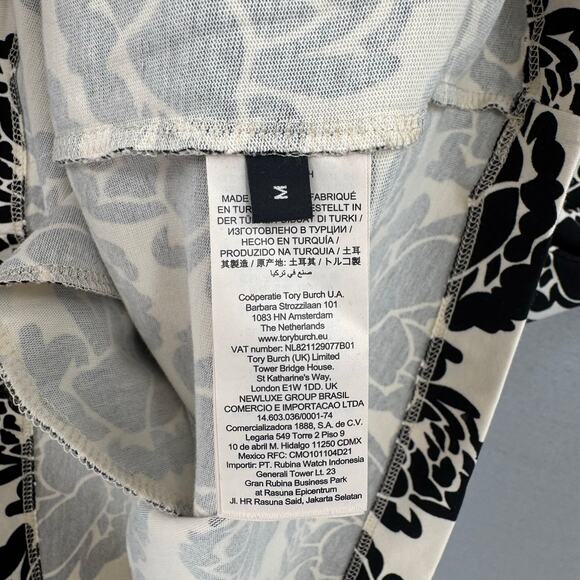 M
H
MADE FABRIQUÉ
EN TUR ESTELLT IN
DER TÜ DI TURKI /
ИЗГОТОВЛЕНО В ТУРЦИИ /
HECHO EN TURQUÍA /
PRODUZIDO NA TURQUIA / 土耳
其製造 / 原产地: 土耳其 / トルコ製
صنع في تركيا
Coöperatie Tory Burch U.A.
Barbara Strozzilaan 101
1083 HN Amsterdam
The Netherlands
www.toryburch.eu
VAT number: NL821129077B01
Tory Burch (UK) Limited
Tower Bridge House.
St Katharine's Way,
London E1W 1DD. UK
NEWLUXE GROUP BRASIL
COMERCIO E IMPORTACAO LTDA
14.603.036/0001-74
Comercializadora 1888, S.A. de C.V.
Legaria 549 Torre 2 Piso 9
10 de abril M. Hidalgo 11250 CDMX
Mexico RFC: CMO101104D21
Importir: PT. Rubina Watch Indonesia
Generali Tower Lt. 23
Gran Rubina Business Park
at Rasuna Epicentrum
Jl. HR Rasuna Said, Jakarta Selatan